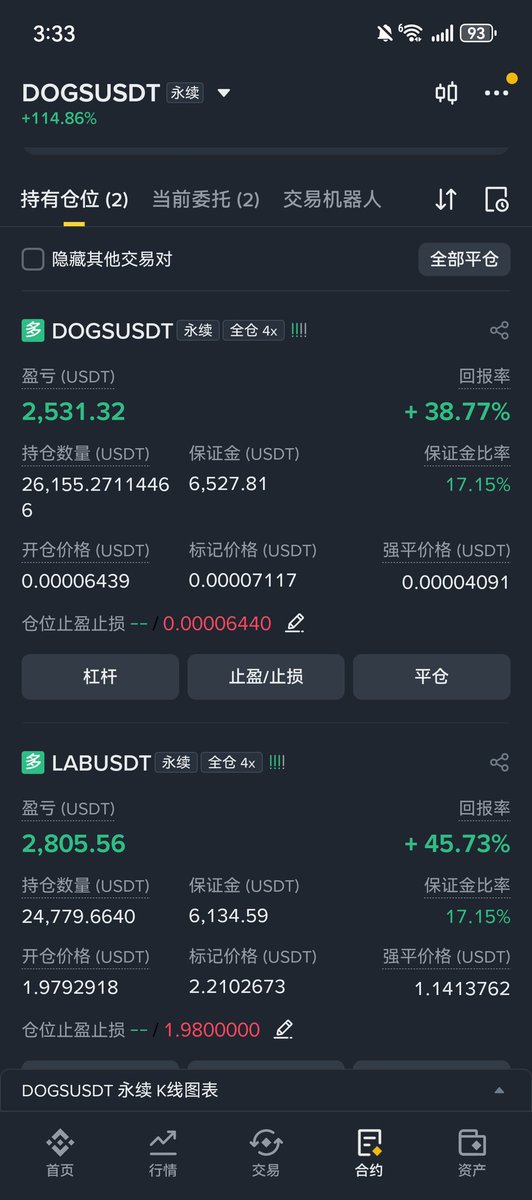 3:33
6
93
DOGSUSDT 永续
+114.86%
持有仓位 (2) 当前委托 (2) 交易机器人
隐藏其他交易对 全部平仓
多 DOGSUSDT 永续 全仓 4x !!!!
盈亏 (USDT) 回报率
2,531.32 + 38.77%
持仓数量 (USDT) 保证金 (USDT) 保证金比率
26,155.2711446 6,527.81 17.15%
6
开仓价格 (USDT) 标记价格 (USDT) 强平价格 (USDT)
0.00006439 0.00007117 0.00004091
仓位止盈止损 -- / 0.00006440
杠杆 止盈/止损 平仓
多 LABUSDT 永续 全仓 4x !!!!
盈亏 (USDT) 回报率
2,805.56 + 45.73%
持仓数量 (USDT) 保证金 (USDT) 保证金比率
24,779.6640 6,134.59 17.15%
开仓价格 (USDT) 标记价格 (USDT) 强平价格 (USDT)
1.9792918 2.2102673 1.1413762
仓位止盈止损 -- / 1.9800000
DOGSUSDT 永续 K线图表
首页 行情 交易 合约 资产